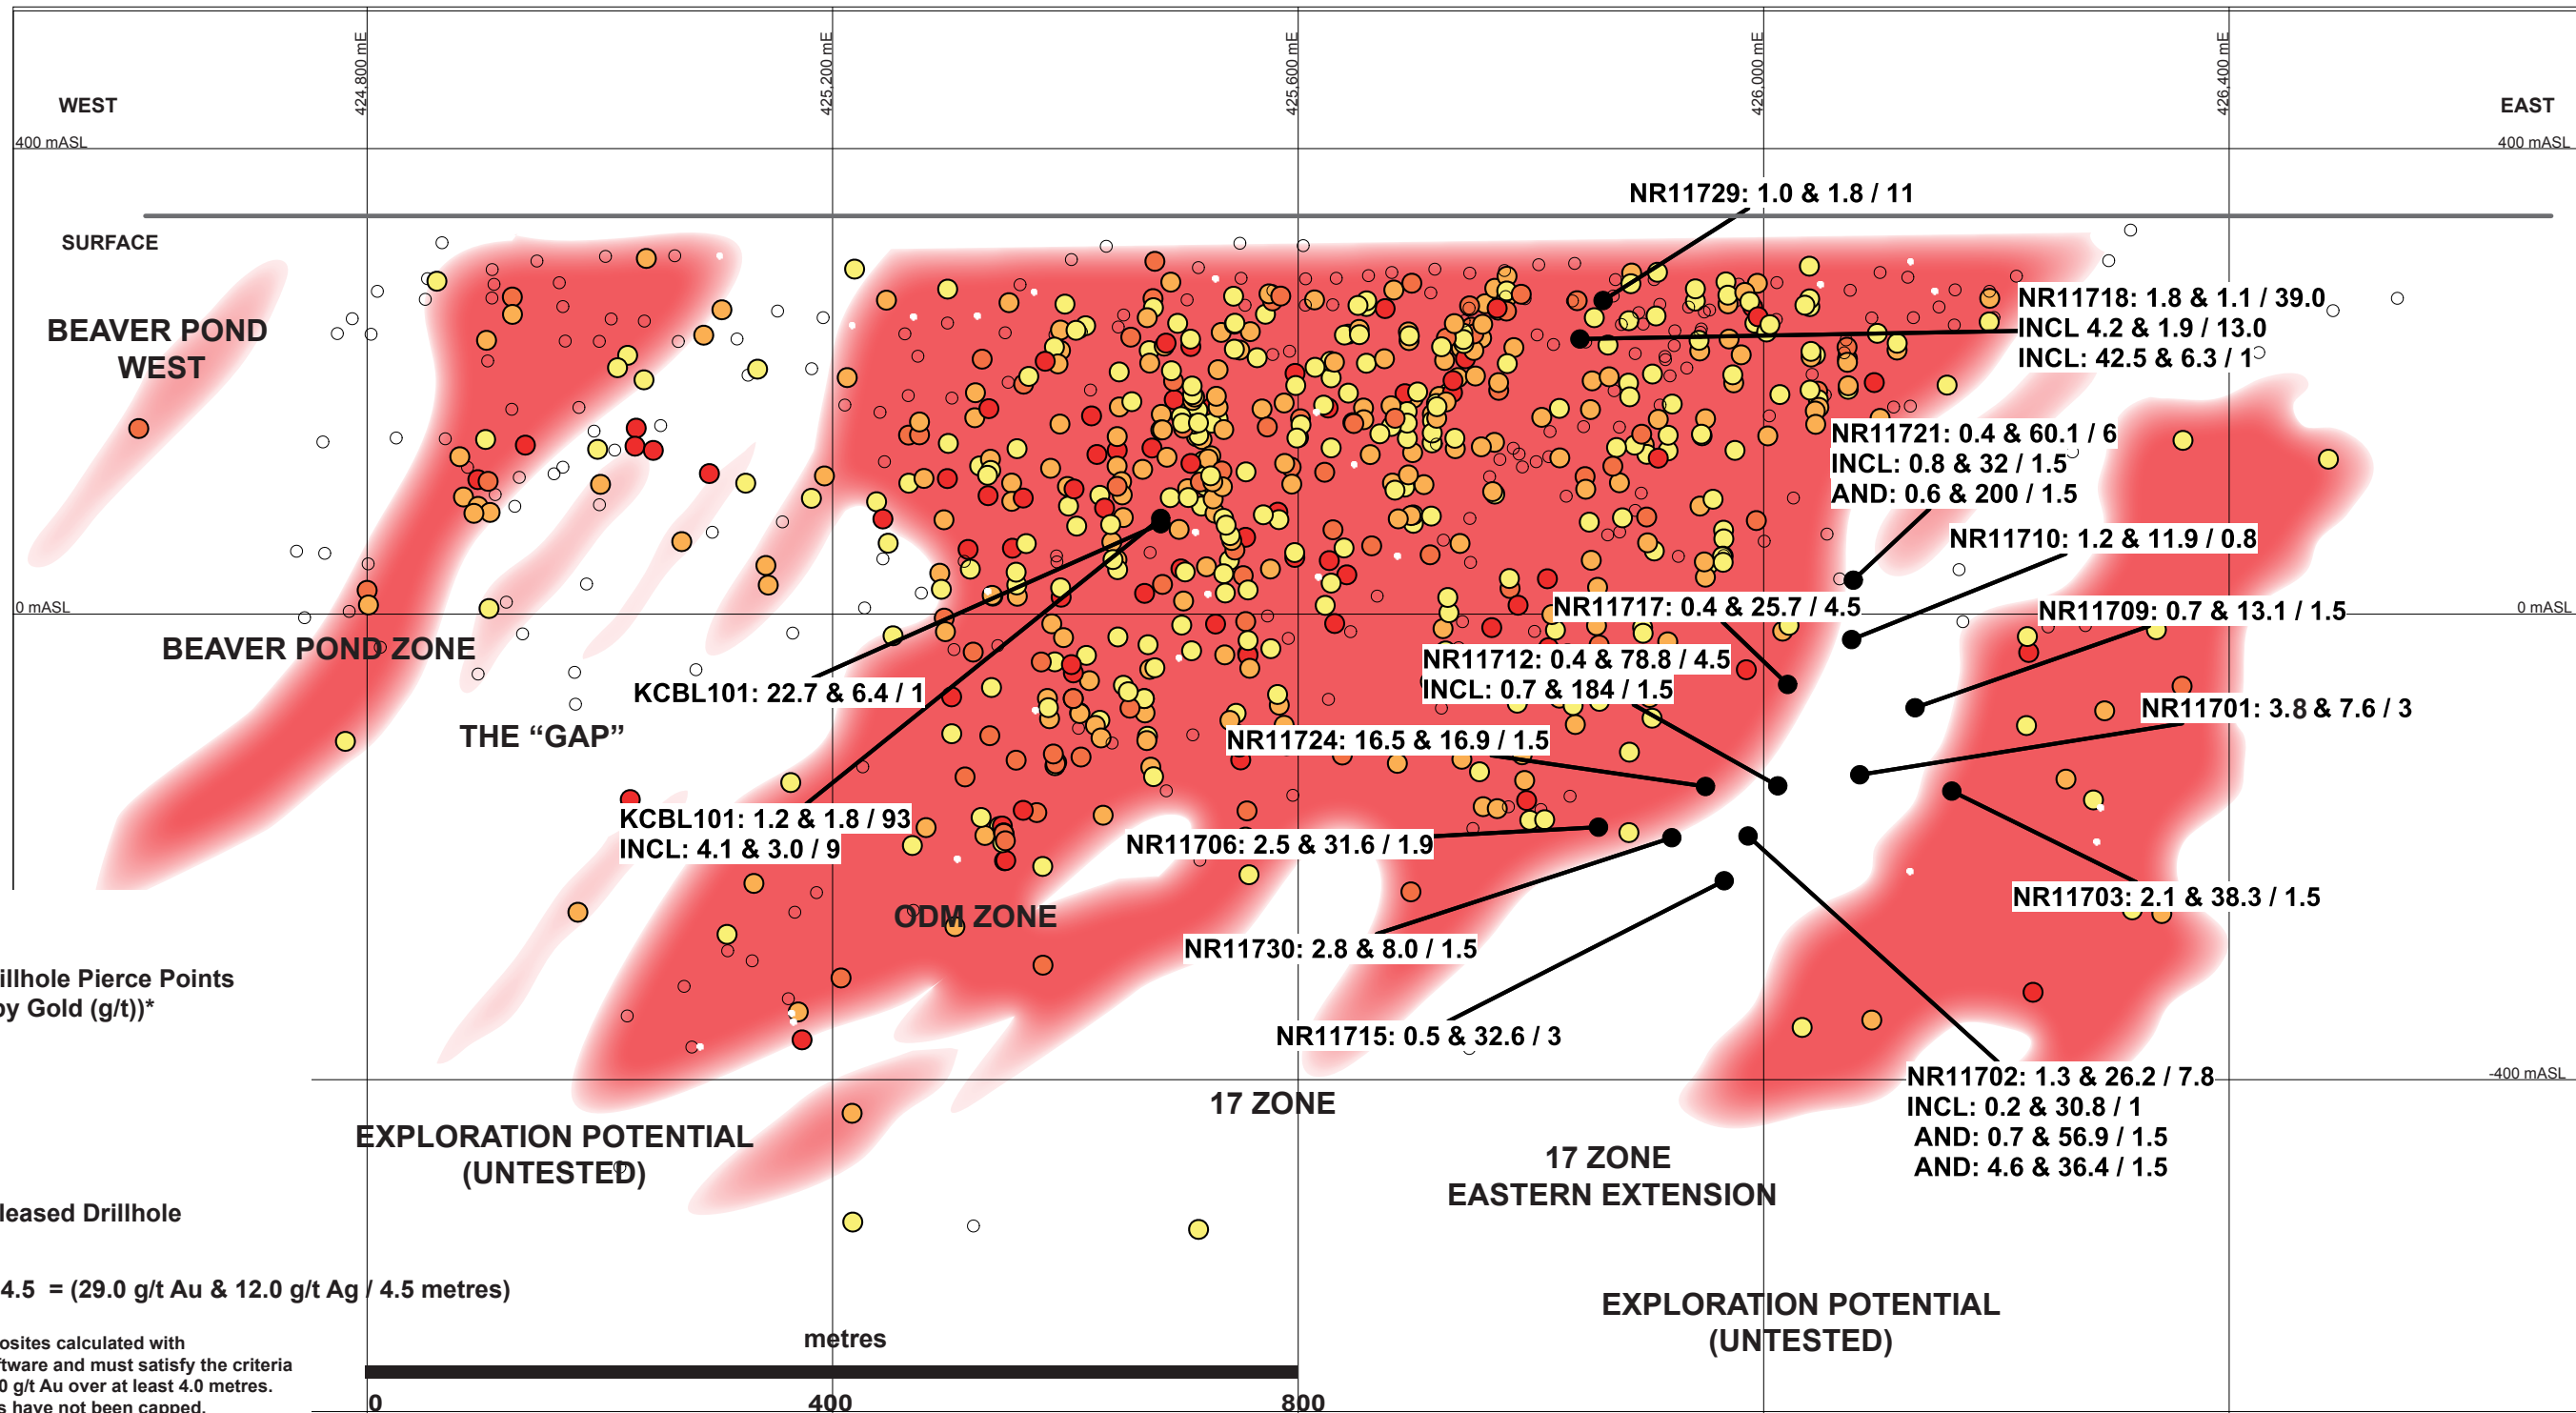 424,800 mE
425,200 mE
425,600 mE
426,000 mE
426,400 mE
WEST
EAST
400 mASL
400 mASL
NR11729: 1.0 & 1.8 / 11
SURFACE
NR11718: 1.8 & 1.1 / 39.0
INCL 4.2 & 1.9 / 13.0
INCL: 42.5 & 6.3 / 1
BEAVER POND
WEST
NR11721: 0.4 & 60.1 / 6
INCL: 0.8 & 32 / 1.5
AND: 0.6 & 200 / 1.5
NR11710: 1.2 & 11.9 / 0.8
0 mASL
0 mASL
NR11717: 0.4 & 25.7 / 4.5
NR11709: 0.7 & 13.1 / 1.5
BEAVER POND ZONE
NR11712: 0.4 & 78.8 / 4.5
INCL: 0.7 & 184 / 1.5
KCBL101: 22.7 & 6.4 / 1
NR11701: 3.8 & 7.6 / 3
THE “GAP”
NR11724: 16.5 & 16.9 / 1.5
KCBL101: 1.2 & 1.8 / 93
INCL: 4.1 & 3.0 / 9
NR11706: 2.5 & 31.6 / 1.9
NR11703: 2.1 & 38.3 / 1.5
ODM ZONE
NR11730: 2.8 & 8.0 / 1.5
illhole Pierce Points
by Gold (g/t))*
NR11715: 0.5 & 32.6 / 3
-400 mASL
NR11702: 1.3 & 26.2 / 7.8
INCL: 0.2 & 30.8 / 1
AND: 0.7 & 56.9 / 1.5
AND: 4.6 & 36.4 / 1.5
17 ZONE
EXPLORATION POTENTIAL
(UNTESTED)
17 ZONE
EASTERN EXTENSION
leased Drillhole
4.5 = (29.0 g/t Au & 12.0 g/t Ag / 4.5 metres)
EXPLORATION POTENTIAL
(UNTESTED)
osites calculated with
ftware and must satisfy the criteria
0 g/t Au over at least 4.0 metres.
s have not been capped.
metres
0
400
800